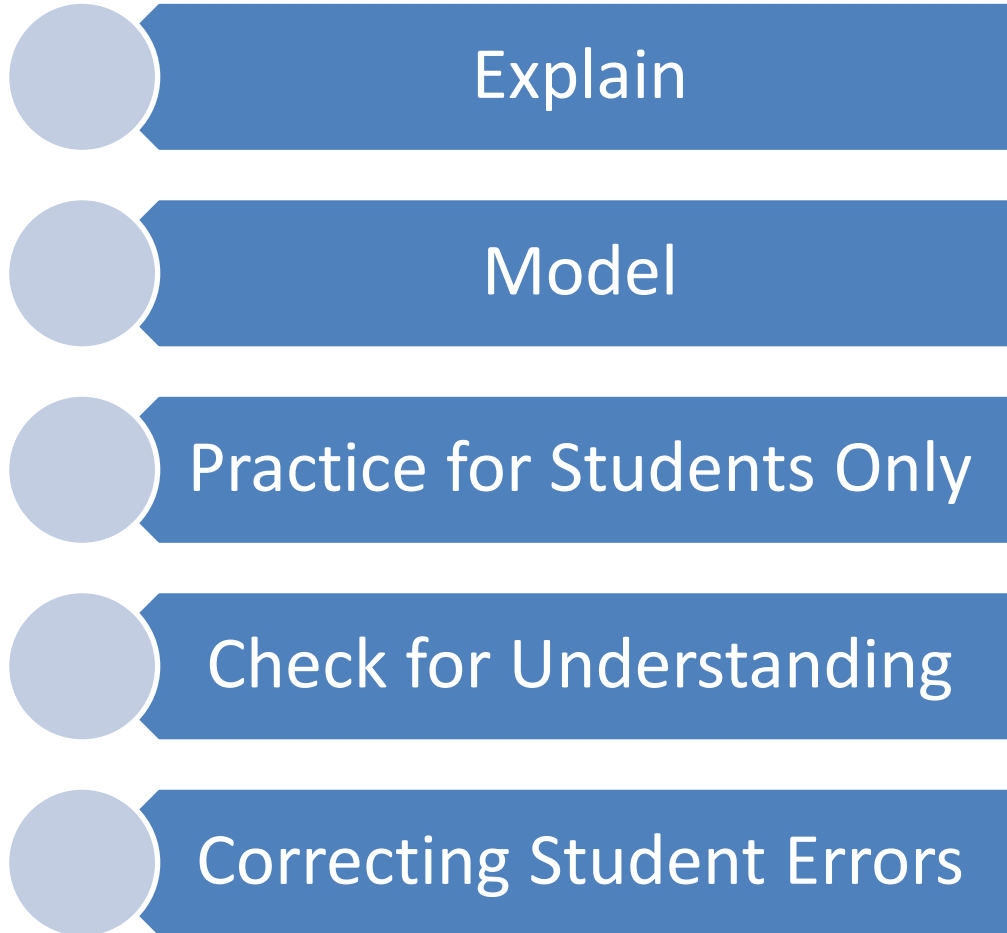 Explain
Model
Practice for Students Only
Check for Understanding
Correcting Student Errors